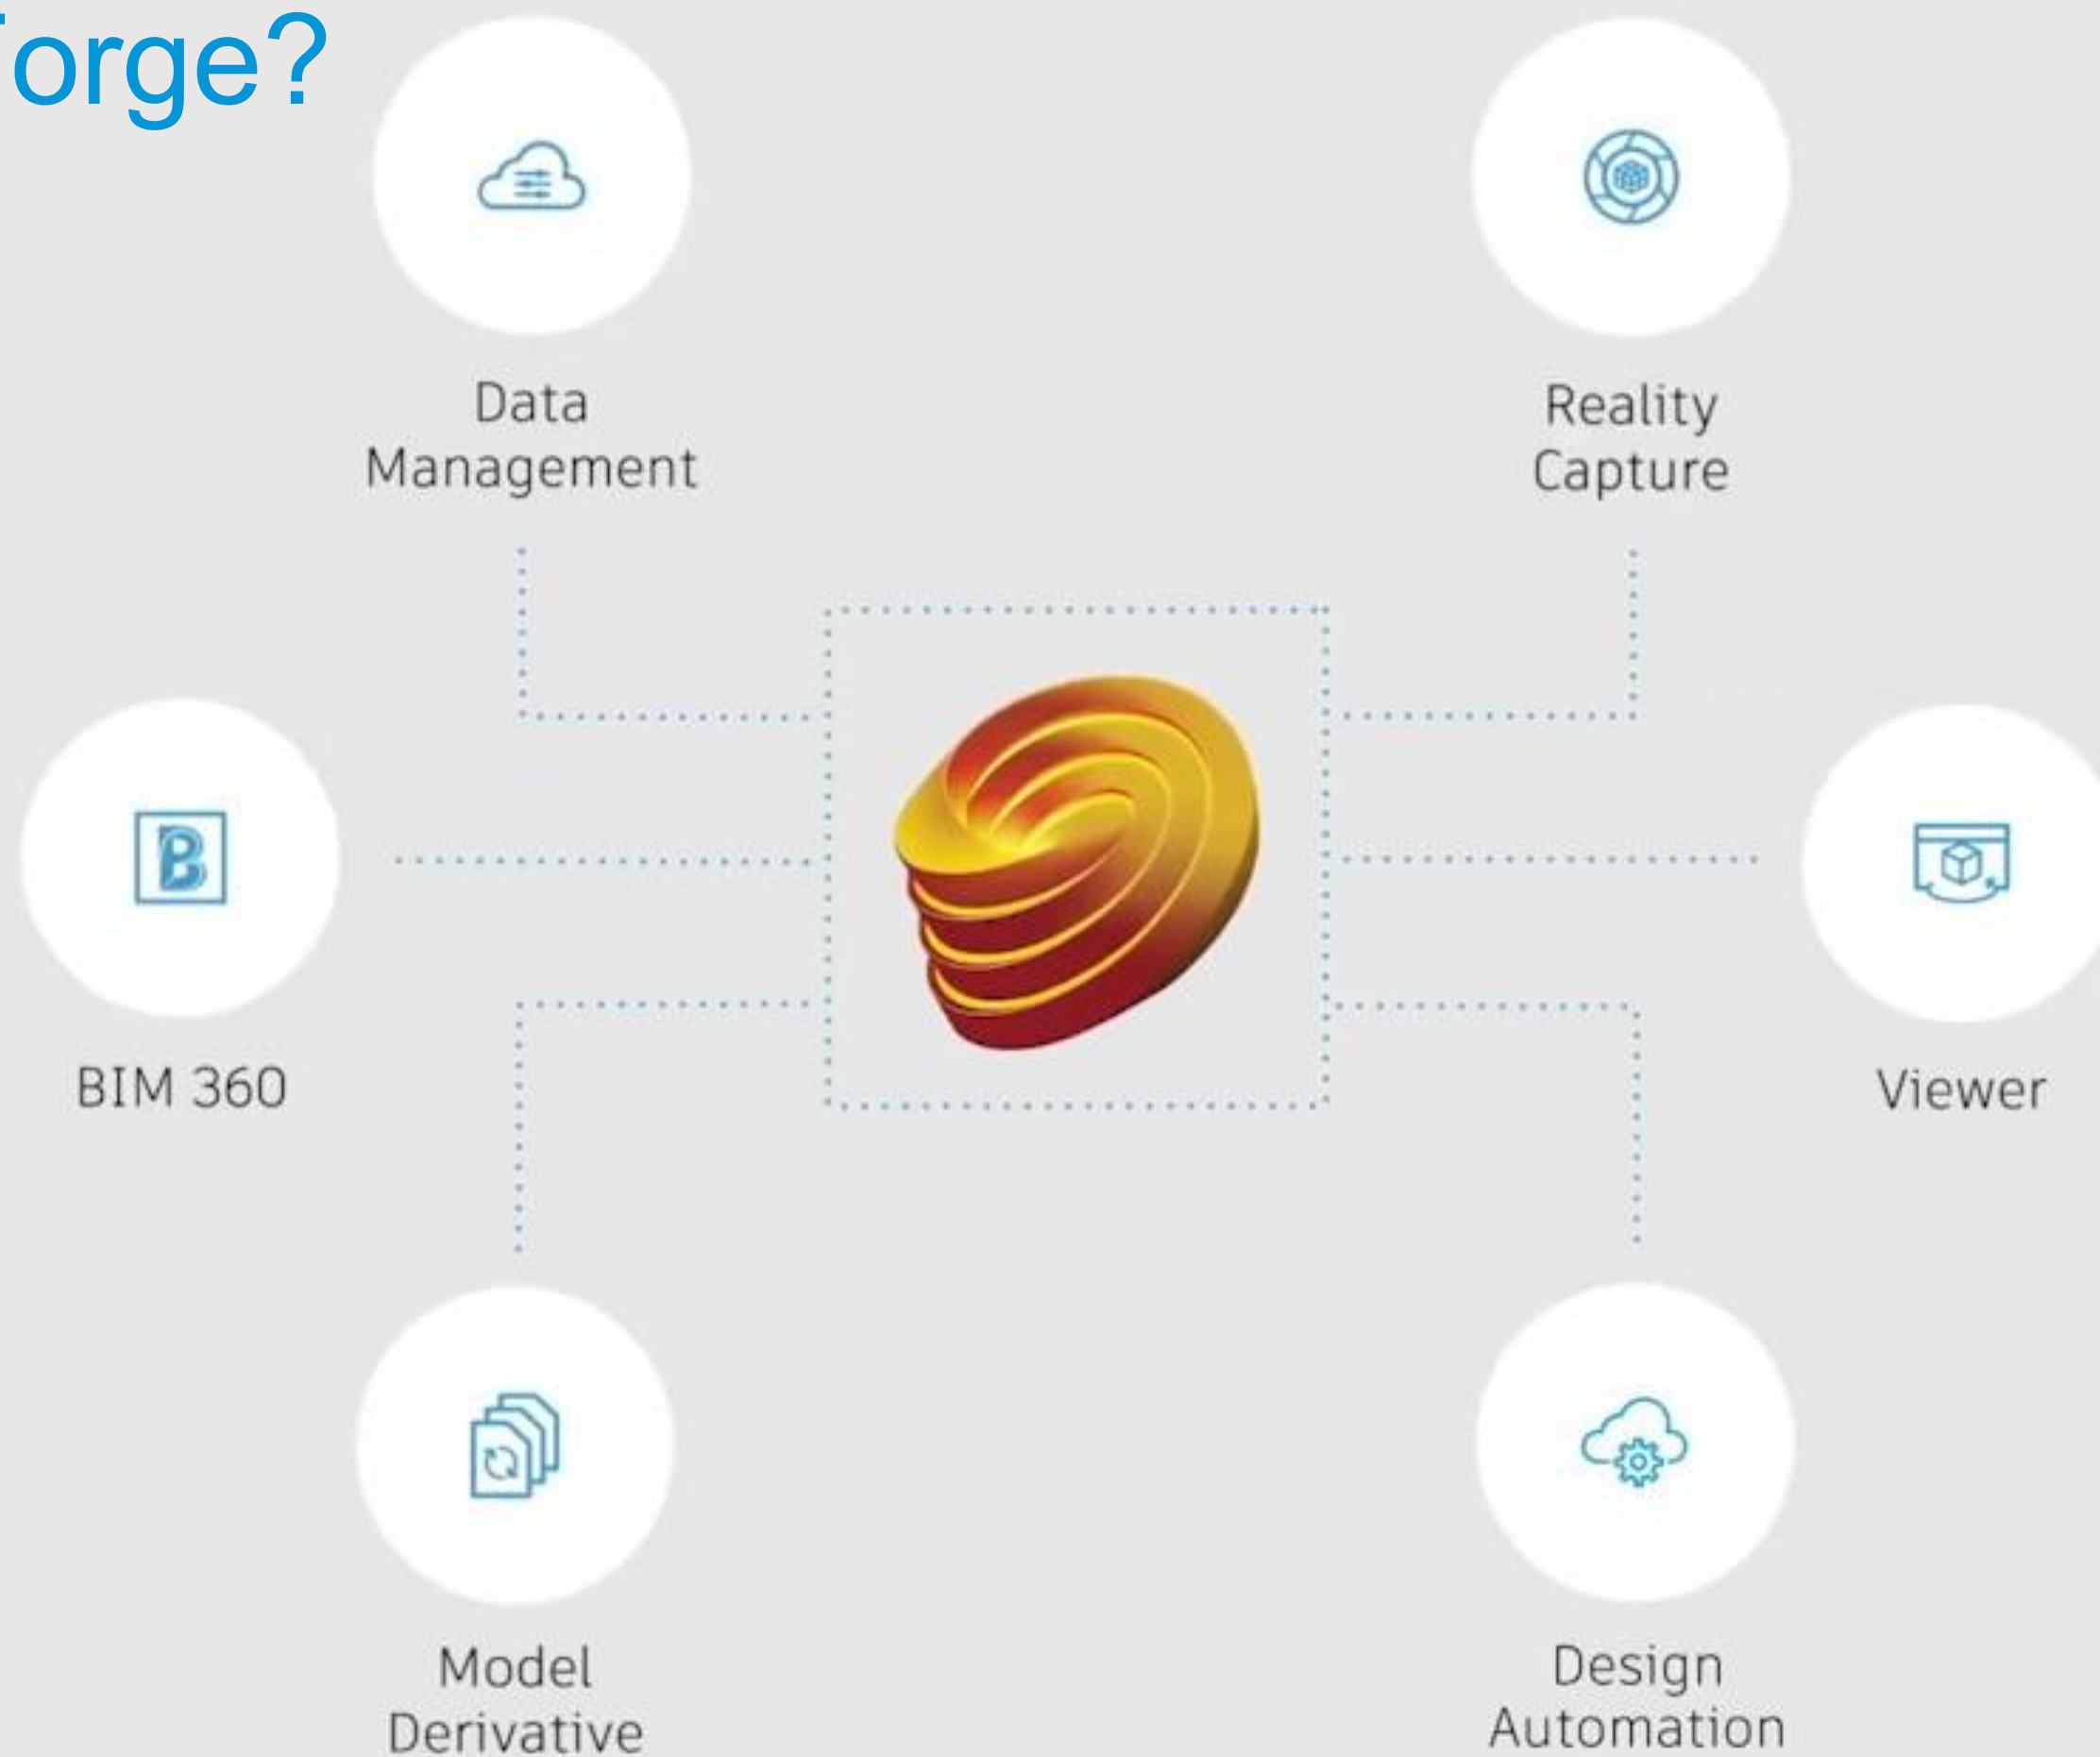 orge?
Data
Management
Reality
Capture
BIM 360
Viewer
Model
Derivative
Design
Automation